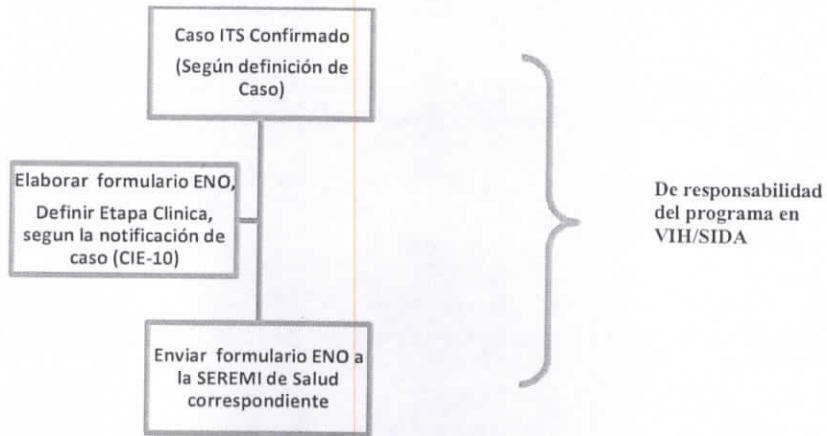 Caso ITS Confirmado
(Según definición de
Caso)
Elaborar formulario ENO,
Definir Etapa Clinica,
segun la notificación de
caso (CIE-10)
De responsabilidad
del programa en
VIH/SIDA
Enviar formulario ENO a
la SEREMI de Salud
correspondiente